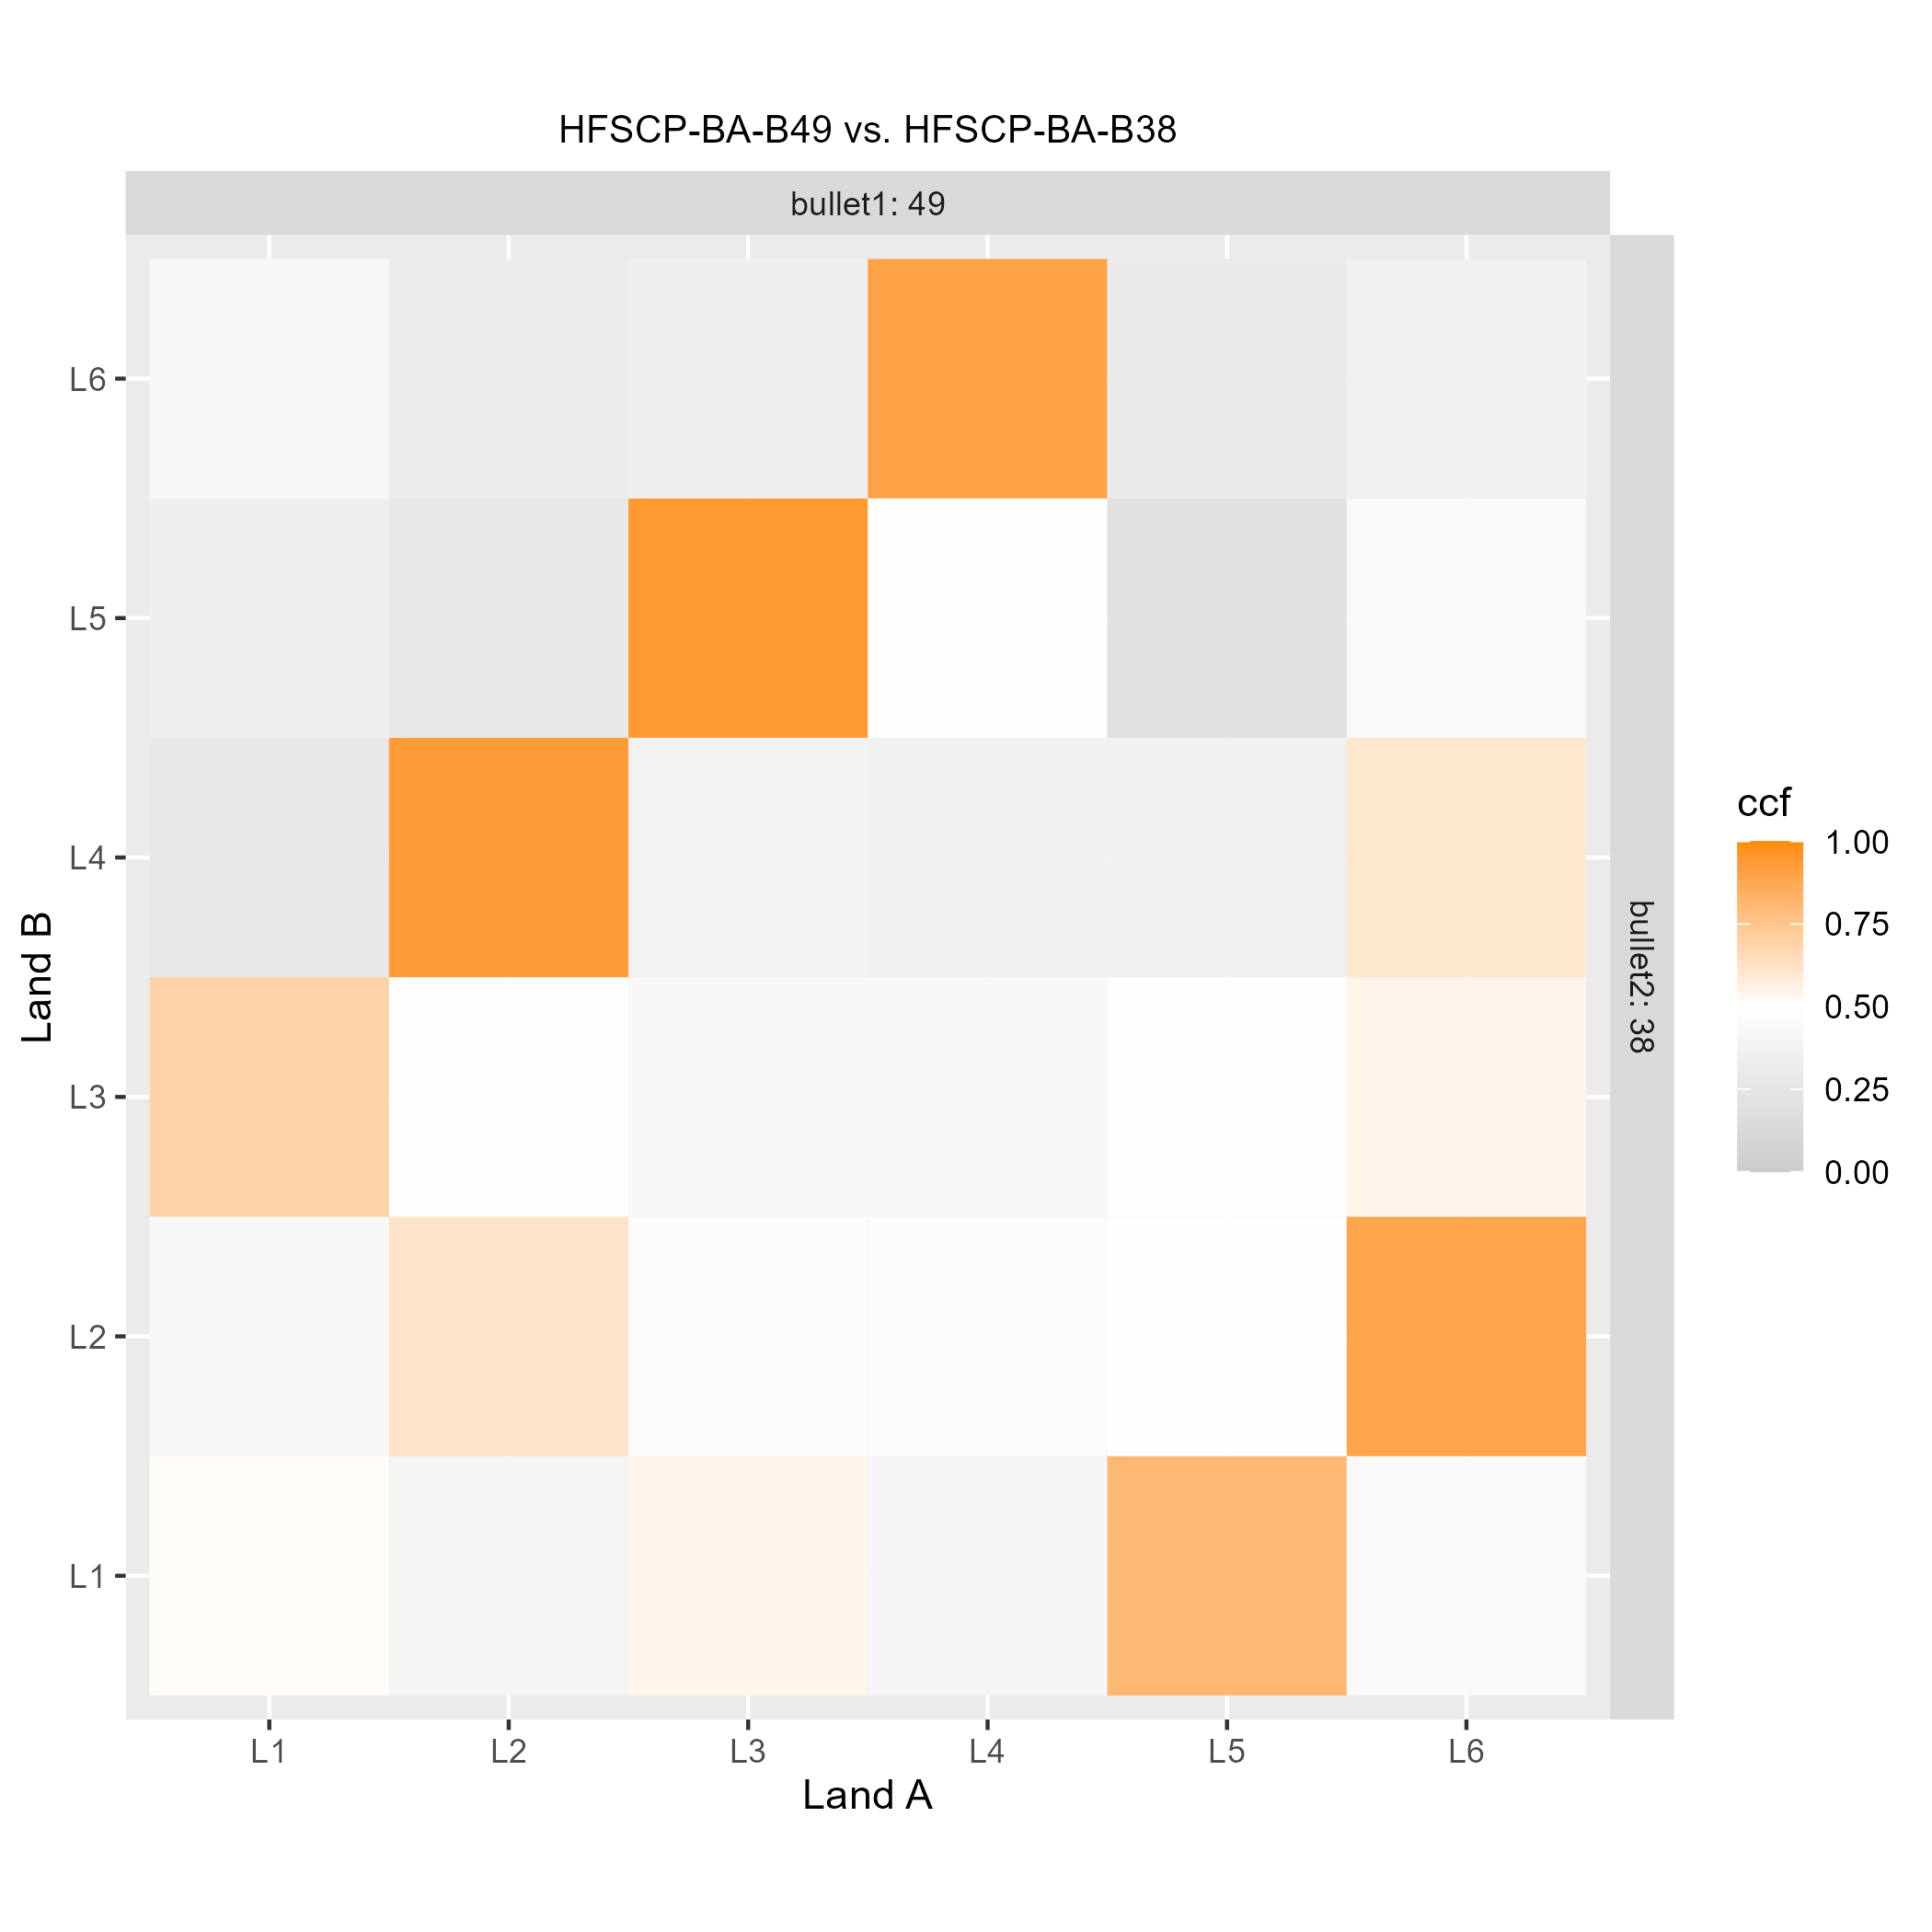 HFSCP-BA-B49 vs. HFSCP-BA-B38
bullet1: 49
L6
L5
L4
L3
L2
L1
Land B
bullet2: 38
ccf
1.00
0.75
0.50
0.25
0.00
L1
L2
L3
L4
L5
L6
Land A